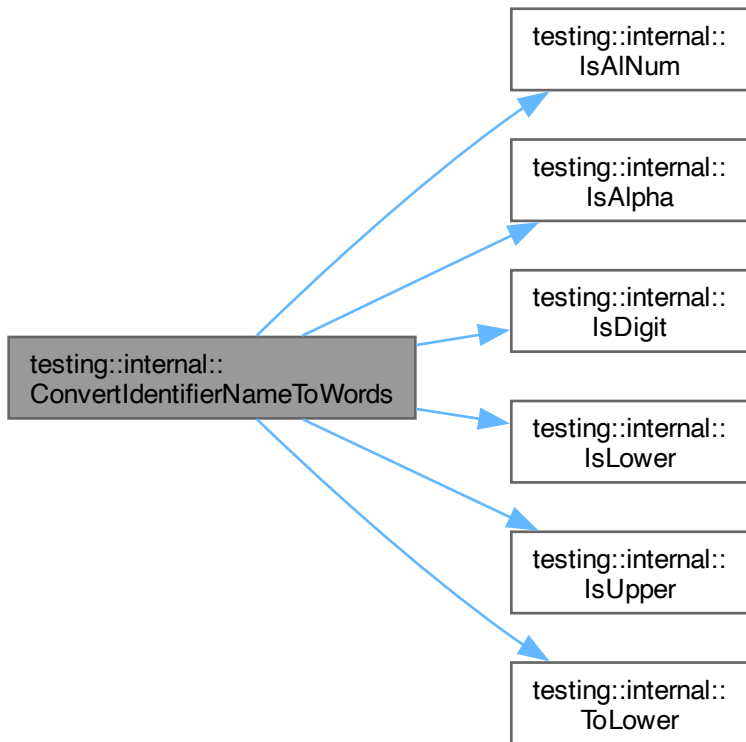 testing::internal::
IsAlNum
testing::internal::
IsAlpha
testing::internal::
IsDigit
testing::internal::
ConvertIdentifierNameToWords
testing::internal::
IsLower
testing::internal::
IsUpper
testing::internal::
ToLower